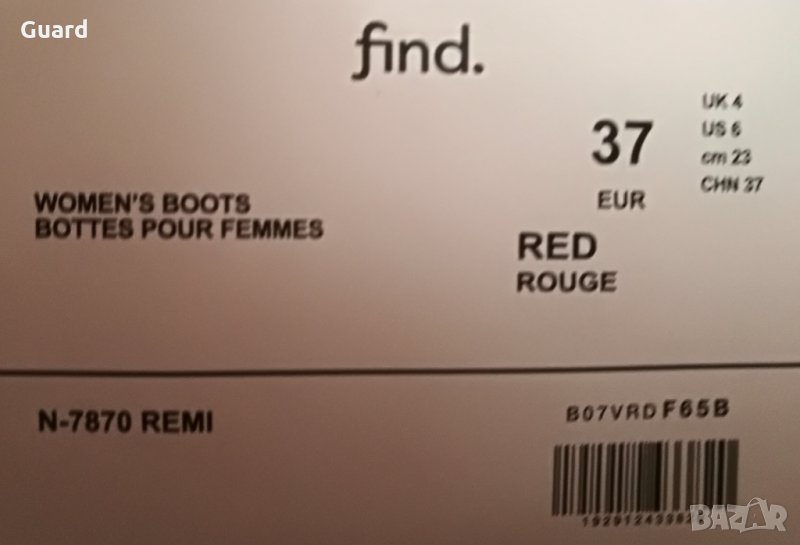 Guard
find.
37
EUR
UK 4
US 6
cm 23
CHN 37
WOMEN'S BOOTS
BOTTES POUR FEMMES
RED
ROUGE
N-7870 REMI
B07VRDF65B
BAZAR